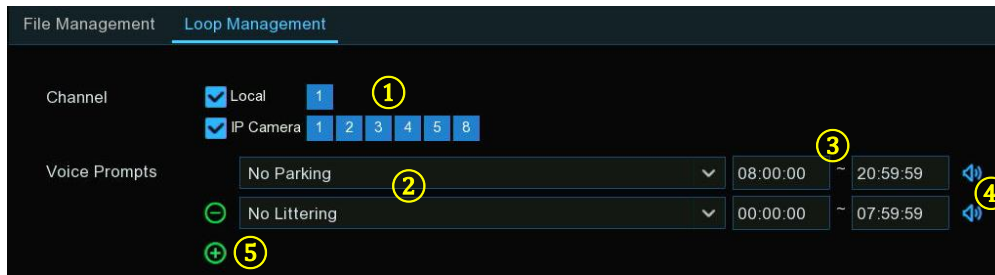 File Management Loop Management
Channel Local 1 ①
IP Camera 1 2 3 4 5 8
③
Voice Prompts No Parking 08:00:00 ~ 20:59:59
② ④
No Littering 00:00:00 ~ 07:59:59
⑤